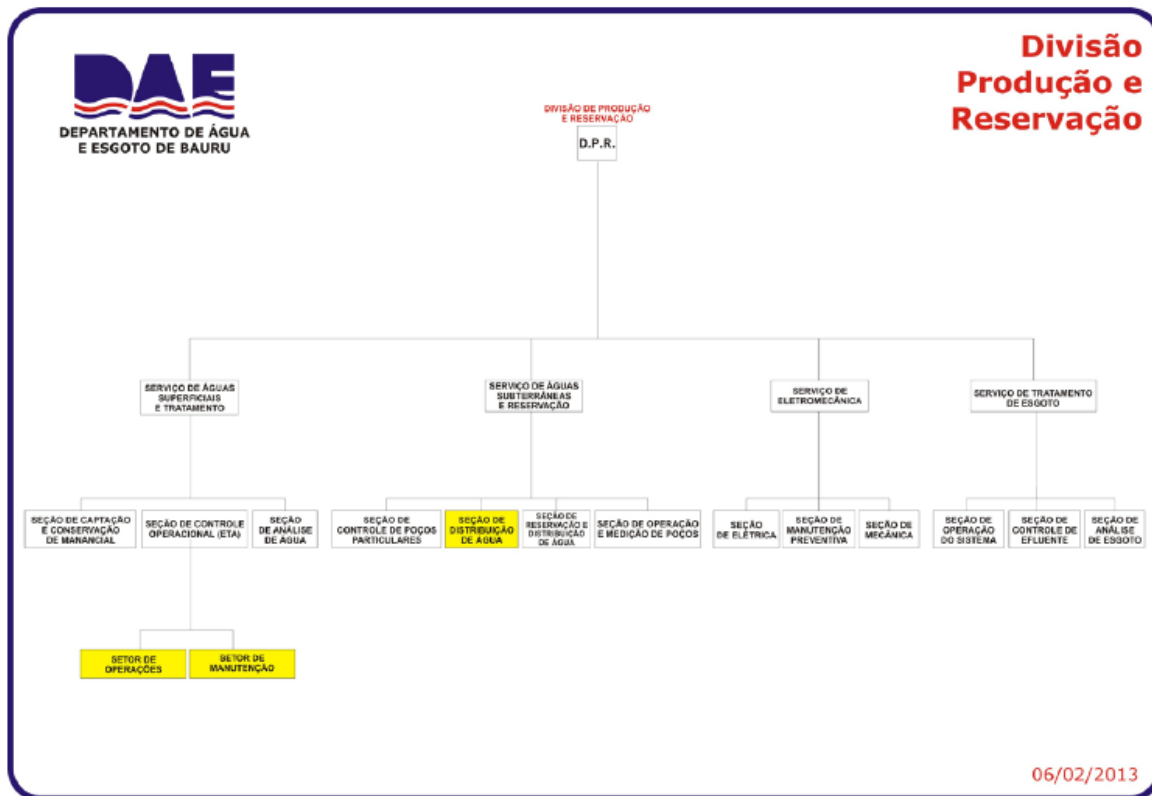 DAE
DEPARTAMENTO DE ÁGUA
E ESGOTO DE BAURU
Divisão
Produção e
Reservação
DIVISÃO DE PRODUÇÃO
E RESERVAÇÃO
D.P.R.
SERVIÇO DE ÁGUAS
SUPERFICIAIS
E TRATAMENTO
SERVIÇO DE ÁGUAS
SUBTERRÂNEAS
E RESERVAÇÃO
SERVIÇO DE
ELETROMECÂNICA
SERVIÇO DE TRATAMENTO
DE ESGOTO
SEÇÃO DE CAPTAÇÃO
E CONSERVAÇÃO
DE MANANCIAL
SEÇÃO DE CONTROLE
OPERACIONAL (ETA)
SEÇÃO
DE ANÁLISE
DE ÁGUA
SEÇÃO DE
CONTROLE DE POÇOS
PARTICULARES
SEÇÃO DE
DISTRIBUIÇÃO
DE ÁGUA
SEÇÃO DE
RESERVAÇÃO E
DISTRIBUIÇÃO
DE ÁGUA
SEÇÃO DE OPERAÇÃO
E MEDIÇÃO DE POÇOS
SEÇÃO
DE ELÉTRICA
SEÇÃO DE
MANUTENÇÃO
PREVENTIVA
SEÇÃO DE
MECÂNICA
SEÇÃO DE
OPERAÇÃO
DO SISTEMA
SEÇÃO DE
CONTROLE DE
EFLUENTE
SEÇÃO DE
ANÁLISE
DE ESGOTO
SETOR DE
OPERAÇÕES
SETOR DE
MANUTENÇÃO
06/02/2013